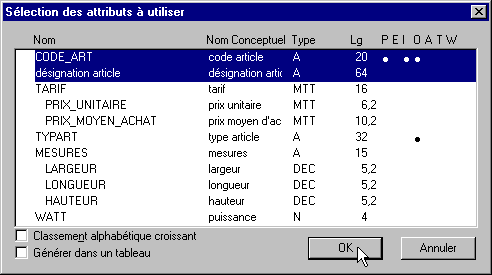 Sélection des attributs à utiliser
Nom Nom Conceptuel Type Lg P E I O A T W
CODE_ART code article A 20
désignation article désignation artic A 64
TARIF tarif MTT 16
PRIX_UNITAIRE prix unitaire MTT 6,2
PRIX_MOYEN_ACHAT prix moyen d'ac MTT 10,2
TYPART type article A 32
MESURES mesures A 15
LARGEUR largeur DEC 5,2
LONGUEUR longueur DEC 5,2
HAUTEUR hauteur DEC 5,2
WATT puissance N 4
Classement alphabétique croissant
Générer dans un tableau
OK
Annuler